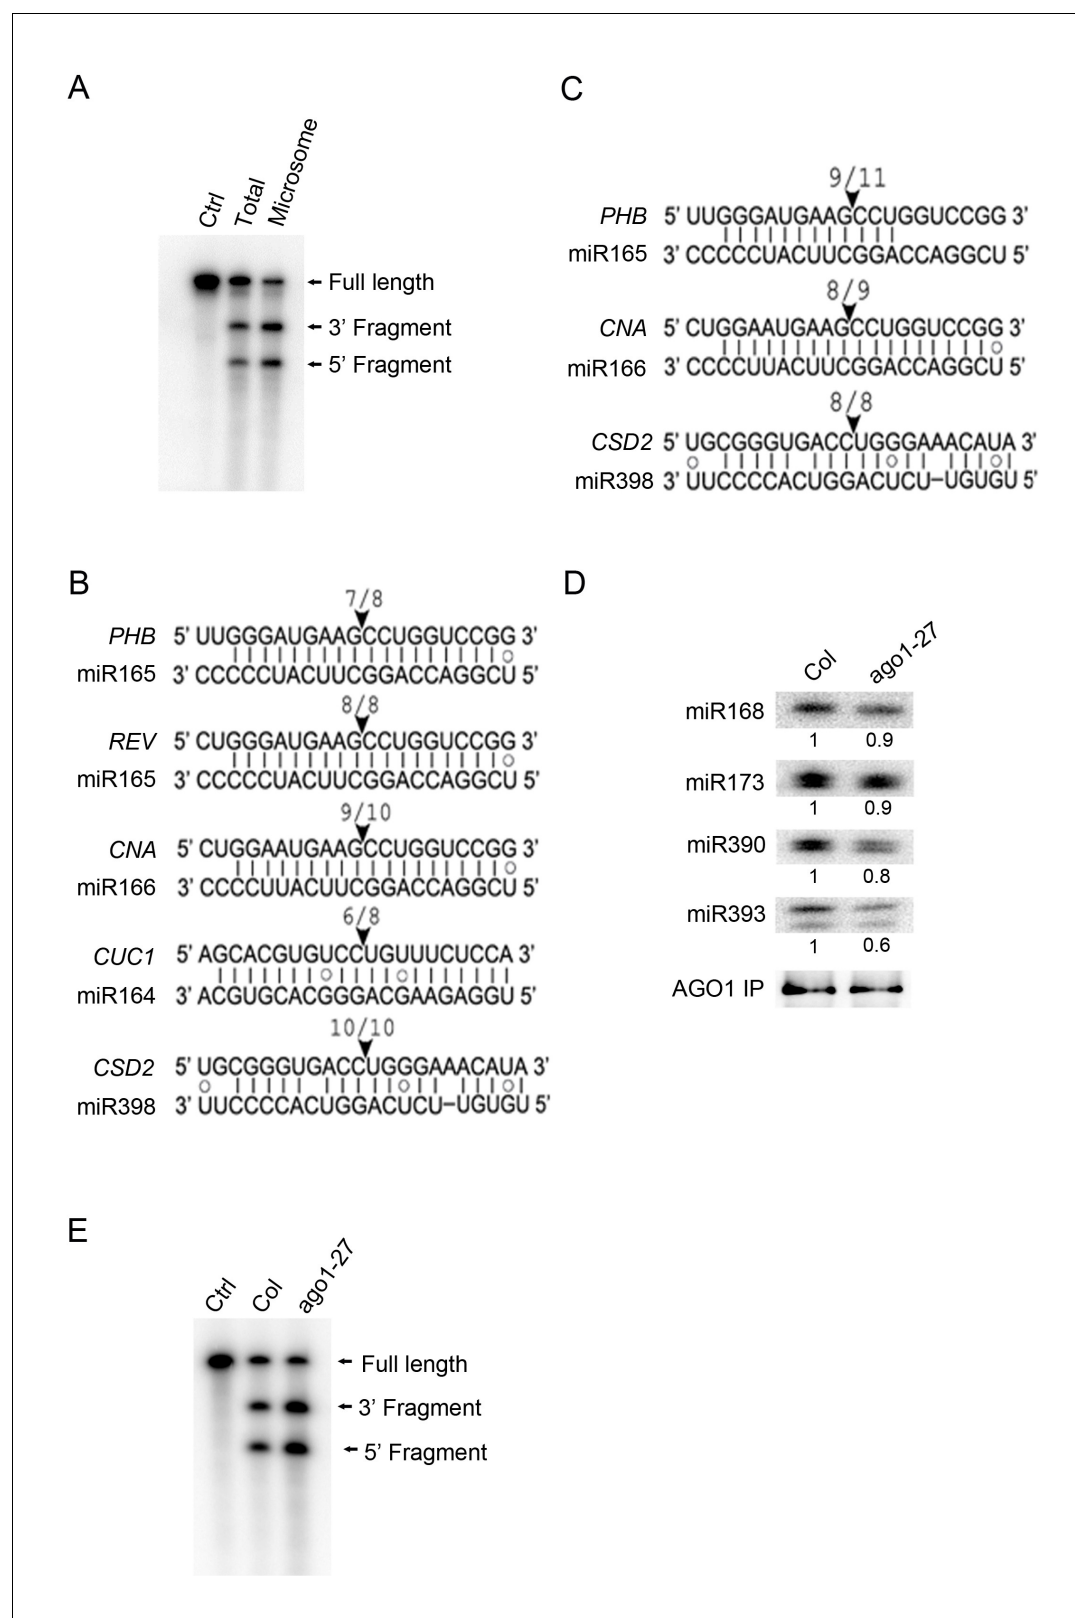 A
Ctrl
Total
Microsome
Full length
3’ Fragment
5’ Fragment
B
7/8
PHB 5’ UUGGGAUGAAGCCUGGUCCGG 3’
miR165 3’ CCCCCUACUUCGGACCAGGCU 5’
8/8
REV 5’ CUGGGAUGAAGCCUGGUCCGG 3’
miR165 3’ CCCCCUACUUCGGACCAGGCU 5’
9/10
CNA 5’ CUGGAAUGAAGCCUGGUCCGG 3’
miR166 3’ CCCCUUACUUCGGACCAGGCU 5’
6/8
CUC1 5’ AGCACGUGUCCUGUUUCUCCA 3’
miR164 3’ ACGUGCACGGGACGAAGAGGU 5’
10/10
CSD2 5’ UGCGGGUGACCUGGGAAACAUA 3’
miR398 3’ UUCCCCACUGGACUCU–UGUGU 5’
C
9/11
PHB 5’ UUGGGAUGAAGCCUGGUCCGG 3’
miR165 3’ CCCCCUACUUCGGACCAGGCU 5’
8/9
CNA 5’ CUGGAAUGAAGCCUGGUCCGG 3’
miR166 3’ CCCCUUACUUCGGACCAGGCU 5’
8/8
CSD2 5’ UGCGGGUGACCUGGGAAACAUA 3’
miR398 3’ UUCCCCACUGGACUCU–UGUGU 5’
D
Col
ago1-27
miR168
1 0.9
miR173
1 0.9
miR390
1 0.8
miR393
1 0.6
AGO1 IP
E
Ctrl
Col
ago1-27
Full length
3’ Fragment
5’ Fragment